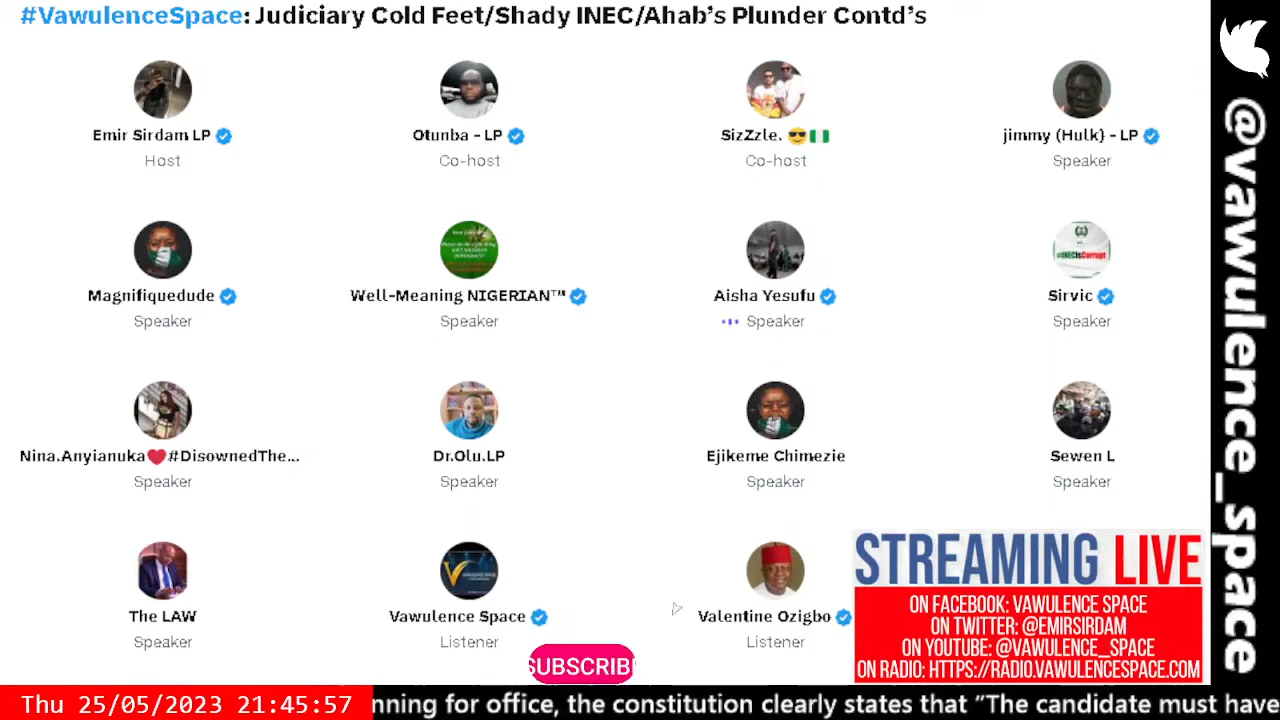 #VawulenceSpace: Judiciary Cold Feet/Shady INEC/Ahab's Plunder Contd's
Emir Sirdam LP
Host
Otunba - LP
Co-host
SizZzle. 😎🇳🇬
Co-host
jimmy (Hulk) - LP
Speaker
Magnifiquedude
Speaker
Well-Meaning NIGERIAN™
Speaker
Aisha Yesufu
Speaker
#INECIsCorrupt
Sirvic
Speaker
Nina.Anyianuka❤️#DisownedThe...
Speaker
Dr.Olu.LP
Speaker
Ejikeme Chimezie
Speaker
Sewen L
Speaker
The LAW
Speaker
Vawulence Space
Listener
Valentine Ozigbo
Listener
STREAMING LIVE
ON FACEBOOK: VAWULENCE SPACE
ON TWITTER: @EMIRSIRDAM
ON YOUTUBE: @VAWULENCE_SPACE
ON RADIO: HTTPS://RADIO.VAWULENCESPACE.COM
SUBSCRIB
@vawulence_space
Thu 25/05/2023 21:45:57
nning for office, the constitution clearly states that "The candidate must have